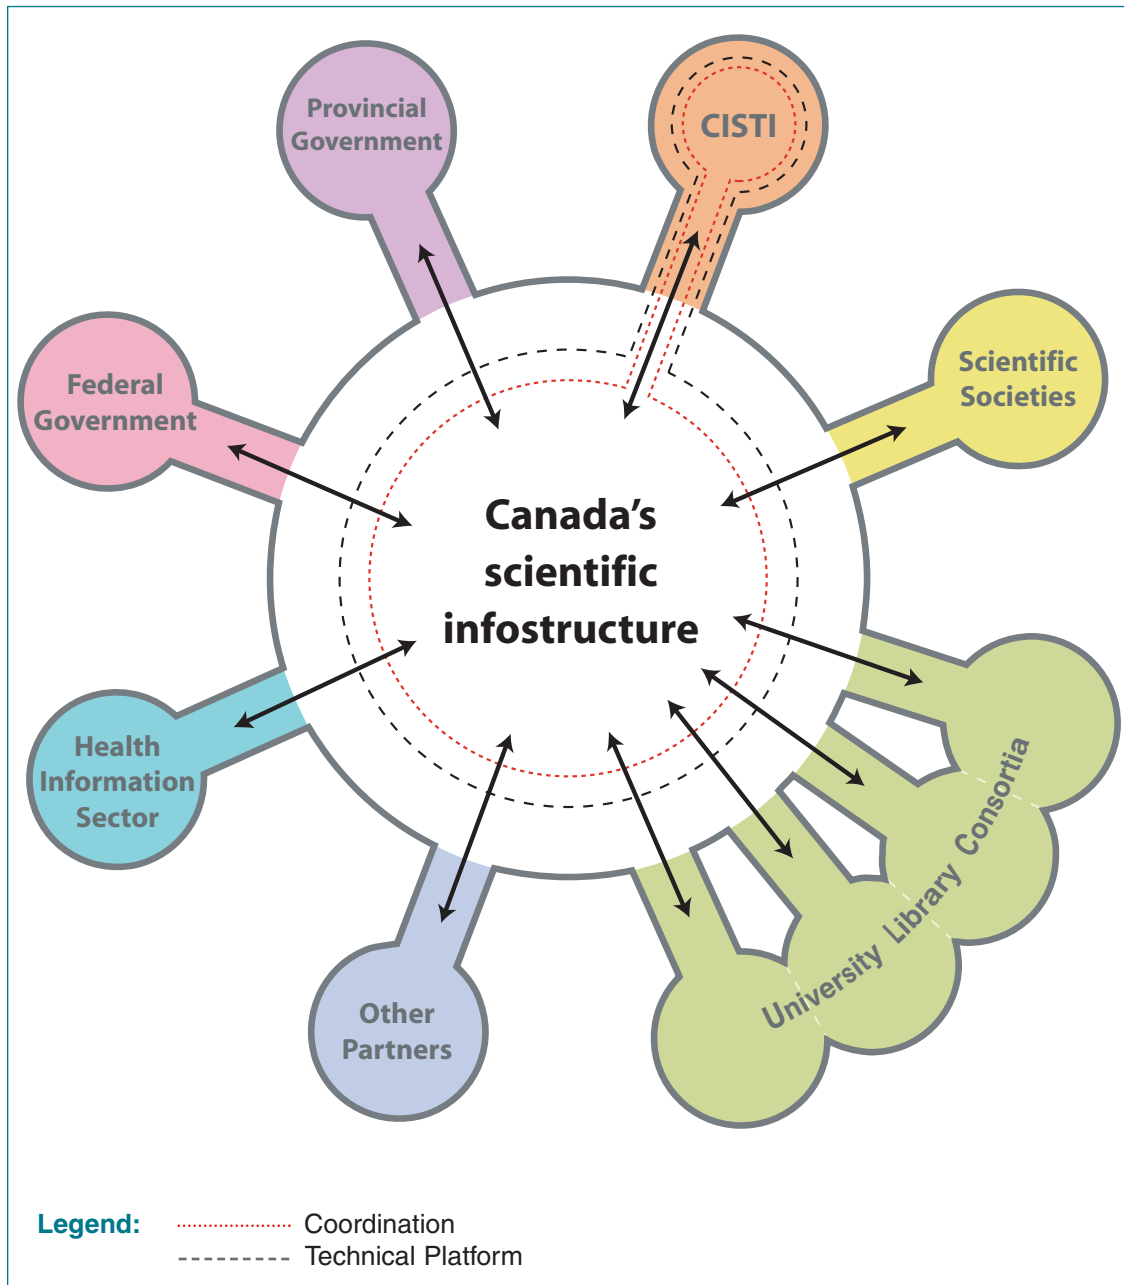 Provincial
Government
CISTI
Federal
Government
Scientific
Societies
Canada’s
scientific
infostructure
Health
Information
Sector
University Library Consortia
Other
Partners
Legend:
Coordination
Technical Platform